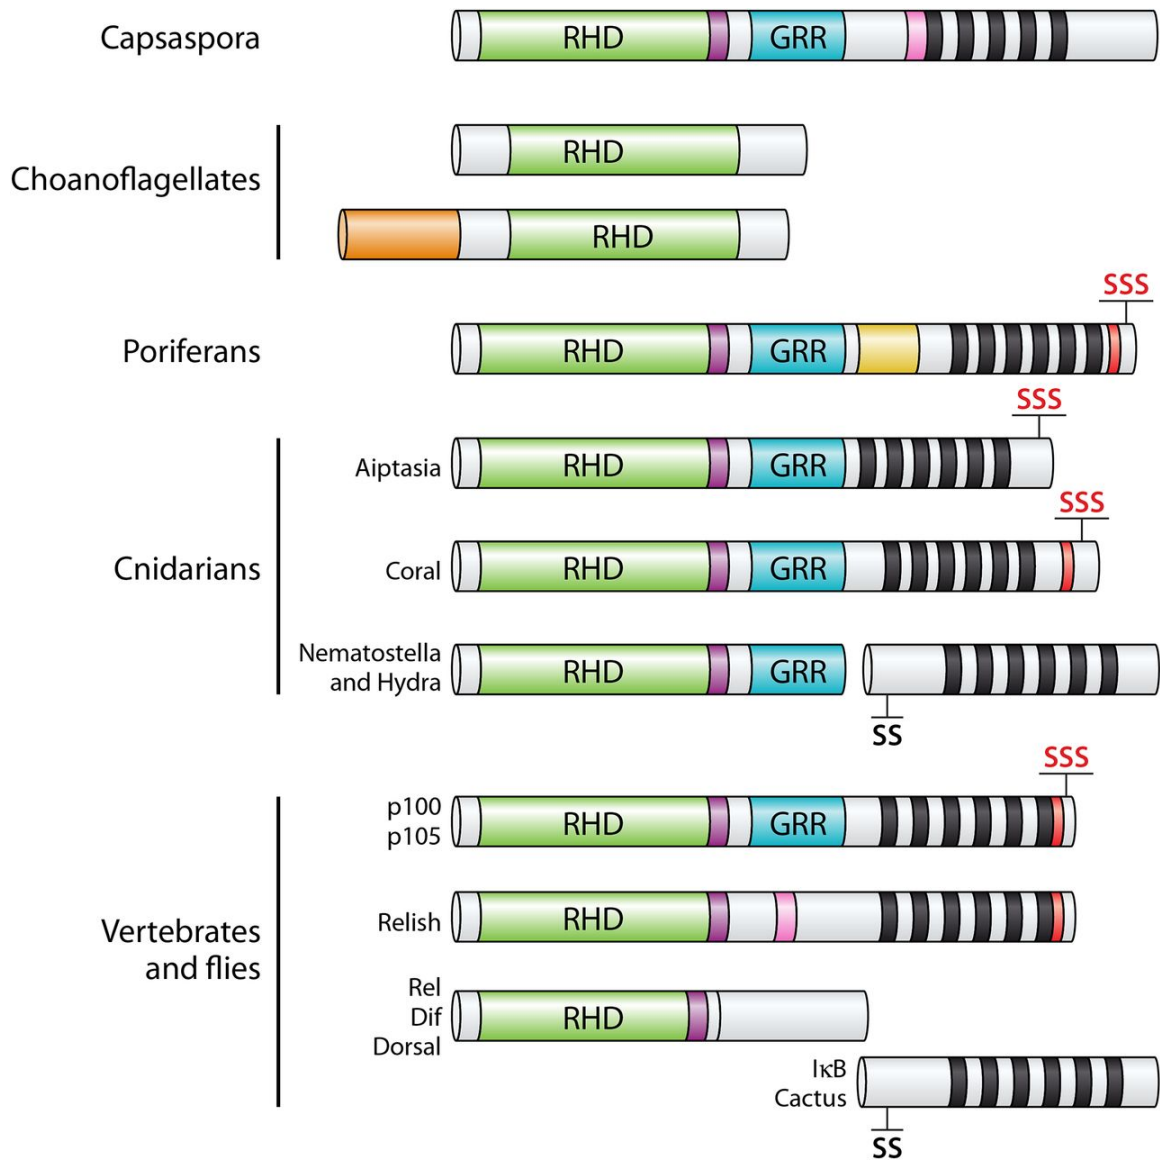 Capsaspora
RHD GRR
Choanoflagellates
RHD
RHD
SSS
Poriferans
RHD GRR
SSS
Cnidarians
Aiptasia
RHD GRR
SSS
Coral
RHD GRR
Nematostella
and Hydra
RHD GRR
SS
SSS
Vertebrates
and flies
p100
p105
RHD GRR
Relish
RHD
Rel
Dif
Dorsal
RHD
IκB
Cactus
SS